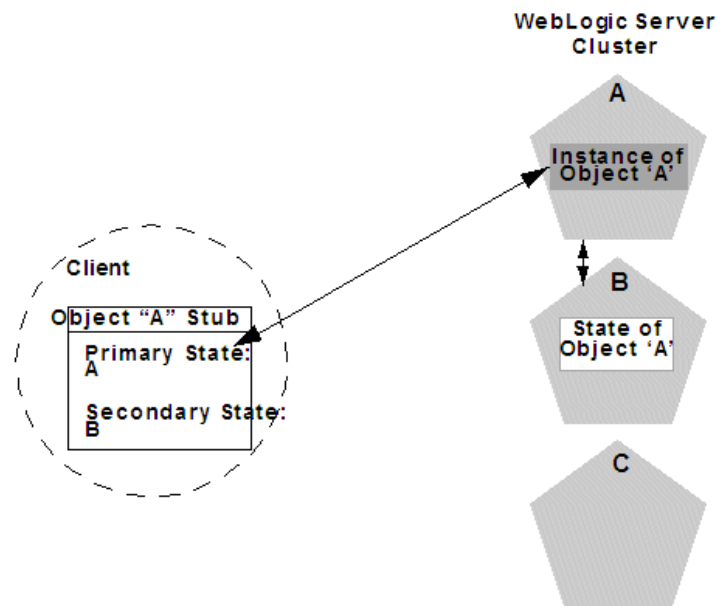 WebLogic Server
Cluster
A
Instance of
Object ‘A’
Client
Object “A” Stub
Primary State:
A
Secondary State:
B
B
State of
Object ‘A’
C